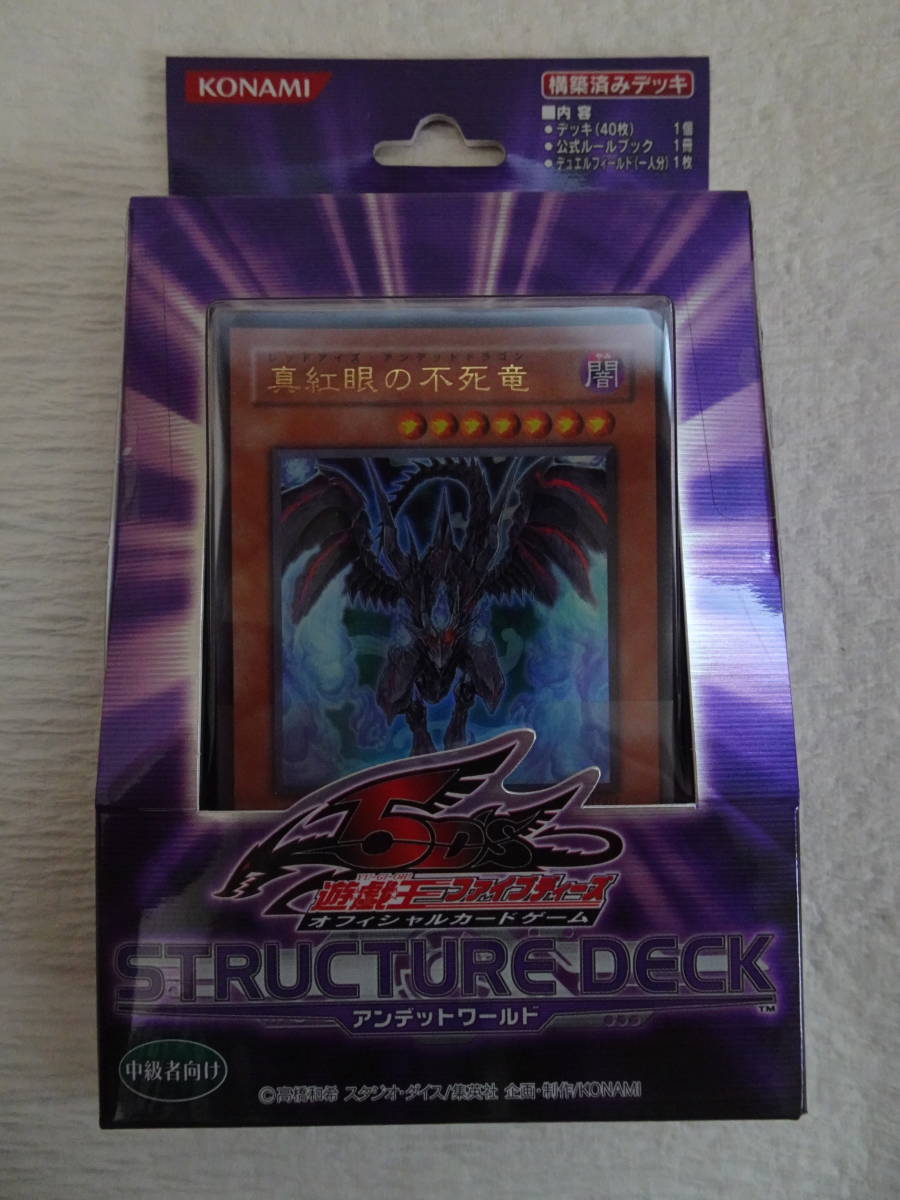 KONAMI
構築済みデッキ
■内容
●デッキ(40枚) 1個
●公式ルールブック 1冊
●デュエルフィールド(一人分) 1枚
レッドアイズ アンデットドラゴン
真紅眼の不死竜
やみ
闇
5D'S
YU-GI-OH!
遊戯王ファイブディーズ
オフィシャルカードゲーム
STRUCTURE DECK™
アンデットワールド
中級者向け
©高橋和希 スタジオ・ダイス/集英社 企画・制作/KONAMI